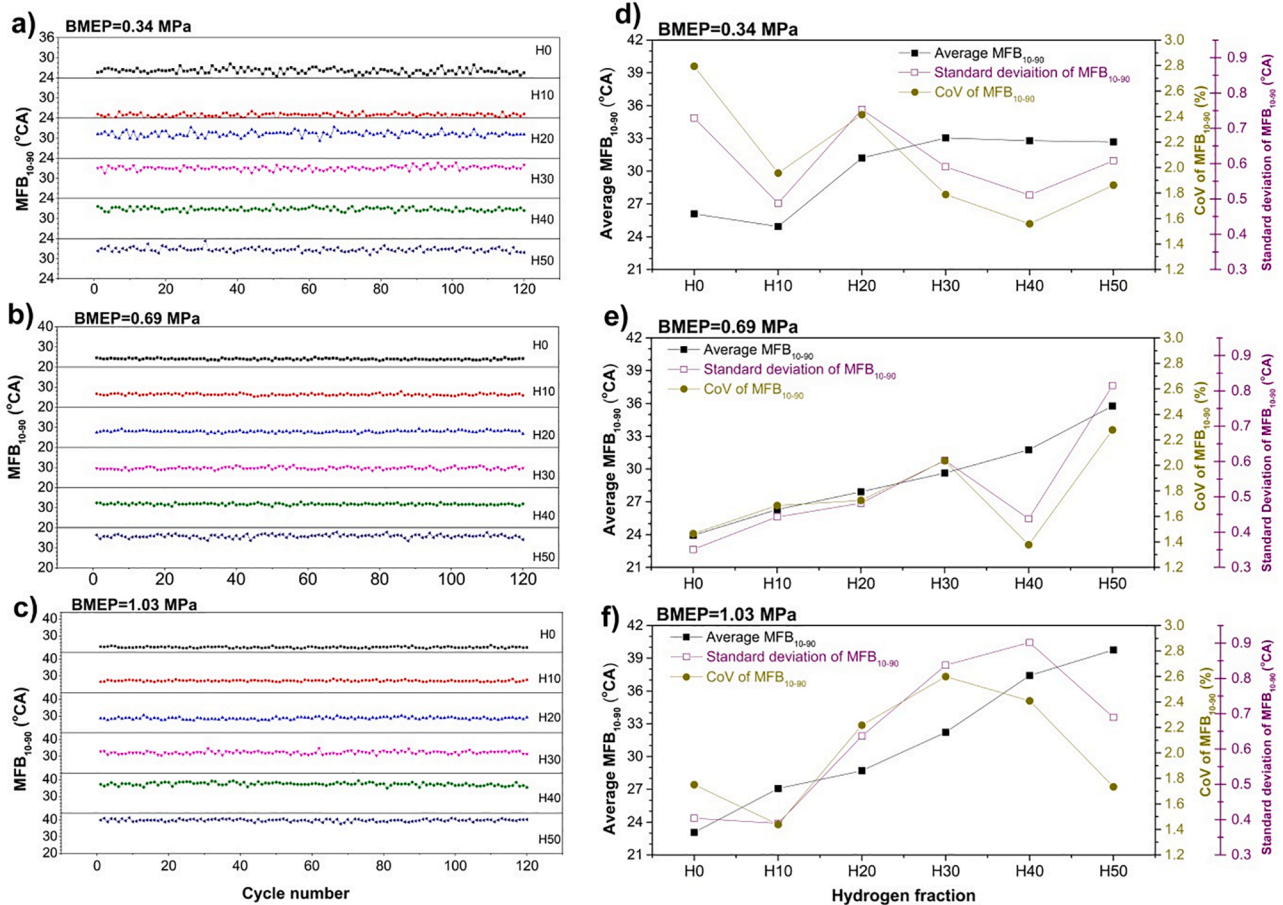 a)
BMEP=0.34 MPa
36
30
24
30
24
30
24
30
24
30
24
30
24
MFB10-90 (°CA)
H0
H10
H20
H30
H40
H50
0 20 40 60 80 100 120
b)
BMEP=0.69 MPa
40
30
20
30
20
30
20
30
20
30
20
30
MFB10-90 (°CA)
H0
H10
H20
H30
H40
H50
0 20 40 60 80 100 120
c)
BMEP=1.03 MPa
40
30
40
30
40
30
40
30
40
30
40
20
MFB10-90 (°CA)
H0
H10
H20
H30
H40
H50
0 20 40 60 80 100 120
Cycle number
d)
BMEP=0.34 MPa
Average MFB10-90
Standard deviaition of MFB10-90
CoV of MFB10-90
42
39
36
33
30
27
24
21
Average MFB10-90 (°CA)
H0 H10 H20 H30 H40 H50
3.0
2.8
2.6
2.4
2.2
2.0
1.8
1.6
1.4
1.2
CoV of MFB10-90 (%)
0.9
0.8
0.7
0.6
0.5
0.4
0.3
Standard deviation of MFB10-90 (°CA)
e)
BMEP=0.69 MPa
Average MFB10-90
Standard deviation of MFB10-90
CoV of MFB10-90
42
39
36
33
30
27
24
21
Average MFB10-90 (°CA)
H0 H10 H20 H30 H40 H50
3.0
2.8
2.6
2.4
2.2
2.0
1.8
1.6
1.4
1.2
CoV of MFB10-90 (%)
0.9
0.8
0.7
0.6
0.5
0.4
0.3
Standard Deviation of MFB10-90 (°CA)
f)
BMEP=1.03 MPa
Average MFB10-90
Standard deviation of MFB10-90
CoV of MFB10-90
42
39
36
33
30
27
24
21
Average MFB10-90 (°CA)
H0 H10 H20 H30 H40 H50
Hydrogen fraction
3.0
2.8
2.6
2.4
2.2
2.0
1.8
1.6
1.4
1.2
CoV of MFB10-90 (%)
0.9
0.8
0.7
0.6
0.5
0.4
0.3
Standard deviation of MFB10-90 (°CA)